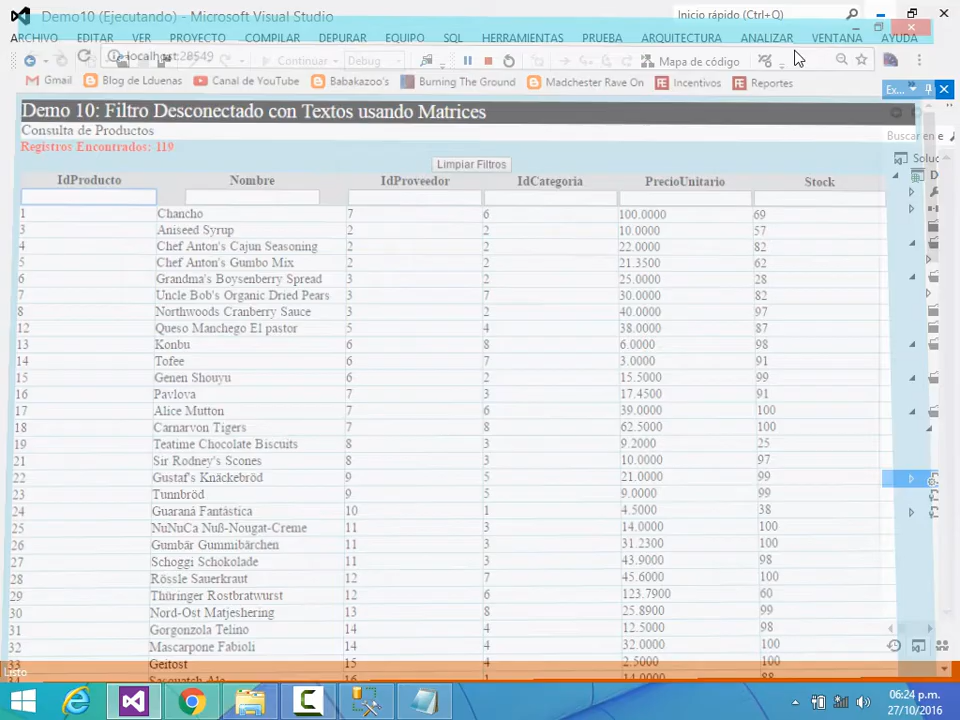 Demo10 (Ejecutando) - Microsoft Visual Studio
Inicio rápido (Ctrl+Q)
ARCHIVO EDITAR VER PROYECTO COMPILAR DEPURAR EQUIPO SQL HERRAMIENTAS PRUEBA ARQUITECTURA ANALIZAR VENTANA AYUDA
localhost:28549
Continuar Debug Mapa de código
Gmail Blog de Lduenas Canal de YouTube Babakazoo's Burning The Ground Madchester Rave On Incentivos Reportes
Ex...
Demo 10: Filtro Desconectado con Textos usando Matrices
Consulta de Productos
Buscar en e
Registros Encontrados: 119
Limpiar Filtros
Soluc
IdProducto Nombre IdProveedor IdCategoria PrecioUnitario Stock
1 Chancho 7 6 100.0000 69
3 Aniseed Syrup 2 2 10.0000 57
4 Chef Anton's Cajun Seasoning 2 2 22.0000 82
5 Chef Anton's Gumbo Mix 2 2 21.3500 62
6 Grandma's Boysenberry Spread 3 2 25.0000 28
7 Uncle Bob's Organic Dried Pears 3 7 30.0000 82
8 Northwoods Cranberry Sauce 3 2 40.0000 97
12 Queso Manchego El pastor 5 4 38.0000 87
13 Konbu 6 8 6.0000 98
14 Tofee 6 7 3.0000 91
15 Genen Shouyu 6 2 15.5000 99
16 Pavlova 7 3 17.4500 91
17 Alice Mutton 7 6 39.0000 100
18 Carnarvon Tigers 7 8 62.5000 100
19 Teatime Chocolate Biscuits 8 3 9.2000 25
21 Sir Rodney's Scones 8 3 10.0000 97
22 Gustaf's Knäckebröd 9 5 21.0000 99
23 Tunnbröd 9 5 9.0000 99
24 Guaraná Fantástica 10 1 4.5000 38
25 NuNuCa Nuß-Nougat-Creme 11 3 14.0000 100
26 Gumbär Gummibärchen 11 3 31.2300 100
27 Schoggi Schokolade 11 3 43.9000 98
28 Rössle Sauerkraut 12 7 45.6000 100
29 Thüringer Rostbratwurst 12 6 123.7900 60
30 Nord-Ost Matjeshering 13 8 25.8900 99
31 Gorgonzola Telino 14 4 12.5000 98
32 Mascarpone Fabioli 14 4 32.0000 100
33 Geitost 15 4 2.5000 100
34 Sasquatch Ale 16 1 14.0000 88
Listo
06:24 p.m.
27/10/2016